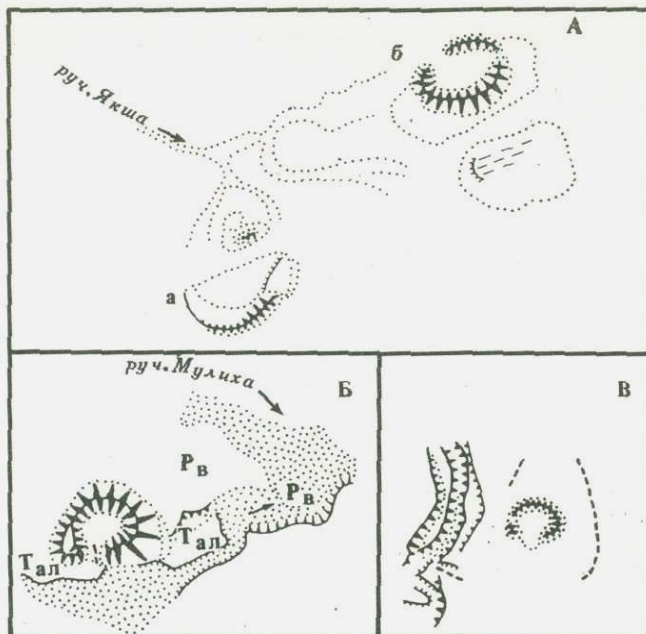 А
б
руч. Якша
а
руч. Мулиха
Б
В
Рв
Рв
Тал
Тал